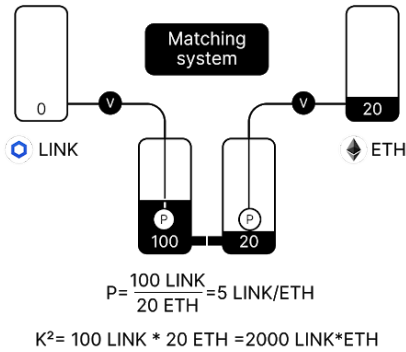 Matching
system
0
V
V
20
LINK
ETH
P
P
100
20
P= 100 LINK / 20 ETH =5 LINK/ETH
K²= 100 LINK * 20 ETH =2000 LINK*ETH